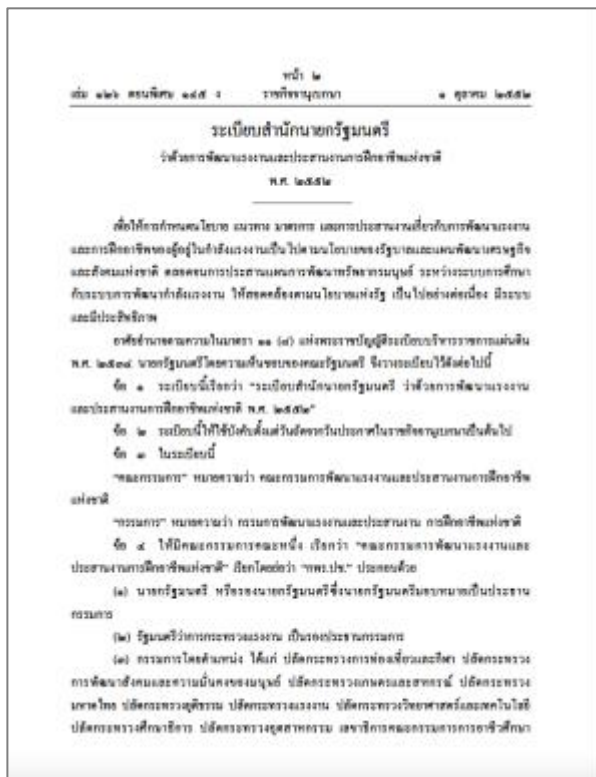 หน้า ๒
เล่ม ๑๒๖ ตอนพิเศษ ๑๔๕ ง ราชกิจจานุเบกษา ๑ ตุลาคม ๒๕๕๒
ระเบียบสำนักนายกรัฐมนตรี
ว่าด้วยการพัฒนาแรงงานและประสานงานการฝึกอาชีพแห่งชาติ
พ.ศ. ๒๕๕๒
เพื่อให้การกำหนดนโยบาย แนวทาง มาตรการ และการประสานงานเกี่ยวกับการพัฒนาแรงงาน
และการฝึกอาชีพของผู้อยู่ในกำลังแรงงานเป็นไปตามนโยบายของรัฐบาลและแผนพัฒนาเศรษฐกิจ
และสังคมแห่งชาติ ตลอดจนการประสานแผนการพัฒนาทรัพยากรมนุษย์ ระหว่างระบบการศึกษา
กับระบบการพัฒนากำลังแรงงาน ให้สอดคล้องตามนโยบายแห่งรัฐ เป็นไปอย่างต่อเนื่อง มีระบบ
และมีประสิทธิภาพ
อาศัยอำนาจตามความในมาตรา ๑๑ (๘) แห่งพระราชบัญญัติระเบียบบริหารราชการแผ่นดิน
พ.ศ. ๒๕๓๔ นายกรัฐมนตรีโดยความเห็นชอบของคณะรัฐมนตรี จึงวางระเบียบไว้ดังต่อไปนี้
ข้อ ๑ ระเบียบนี้เรียกว่า "ระเบียบสำนักนายกรัฐมนตรี ว่าด้วยการพัฒนาแรงงาน
และประสานงานการฝึกอาชีพแห่งชาติ พ.ศ. ๒๕๕๒"
ข้อ ๒ ระเบียบนี้ให้ใช้บังคับตั้งแต่วันถัดจากวันประกาศในราชกิจจานุเบกษาเป็นต้นไป
ข้อ ๓ ในระเบียบนี้
"คณะกรรมการ" หมายความว่า คณะกรรมการพัฒนาแรงงานและประสานงานการฝึกอาชีพ
แห่งชาติ
"กรรมการ" หมายความว่า กรรมการพัฒนาแรงงานและประสานงาน การฝึกอาชีพแห่งชาติ
ข้อ ๔ ให้มีคณะกรรมการคณะหนึ่ง เรียกว่า "คณะกรรมการพัฒนาแรงงานและ
ประสานงานการฝึกอาชีพแห่งชาติ" เรียกโดยย่อว่า "กพร.ปช." ประกอบด้วย
(๑) นายกรัฐมนตรี หรือรองนายกรัฐมนตรีซึ่งนายกรัฐมนตรีมอบหมายเป็นประธาน
กรรมการ
(๒) รัฐมนตรีว่าการกระทรวงแรงงาน เป็นรองประธานกรรมการ
(๓) กรรมการโดยตำแหน่ง ได้แก่ ปลัดกระทรวงการท่องเที่ยวและกีฬา ปลัดกระทรวง
การพัฒนาสังคมและความมั่นคงของมนุษย์ ปลัดกระทรวงเกษตรและสหกรณ์ ปลัดกระทรวง
มหาดไทย ปลัดกระทรวงยุติธรรม ปลัดกระทรวงแรงงาน ปลัดกระทรวงวิทยาศาสตร์และเทคโนโลยี
ปลัดกระทรวงศึกษาธิการ ปลัดกระทรวงอุตสาหกรรม เลขาธิการคณะกรรมการการอาชีวศึกษา